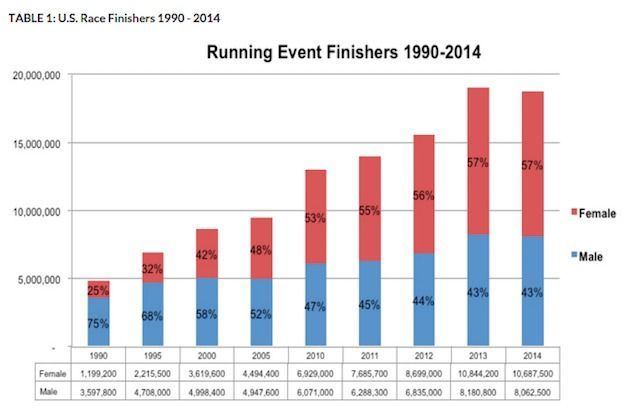 TABLE 1: U.S. Race Finishers 1990 - 2014
Running Event Finishers 1990-2014
20,000,000
15,000,000
10,000,000
5,000,000
-
25% 32% 42% 48% 53% 55% 56% 57% 57%
75% 68% 58% 52% 47% 45% 44% 43% 43%
Female
Male
1990 1995 2000 2005 2010 2011 2012 2013 2014
Female 1,199,200 2,215,500 3,619,600 4,494,400 6,929,000 7,685,700 8,699,000 10,844,200 10,687,500
Male 3,597,800 4,708,000 4,998,400 4,947,600 6,071,000 6,288,300 6,835,000 8,180,800 8,062,500